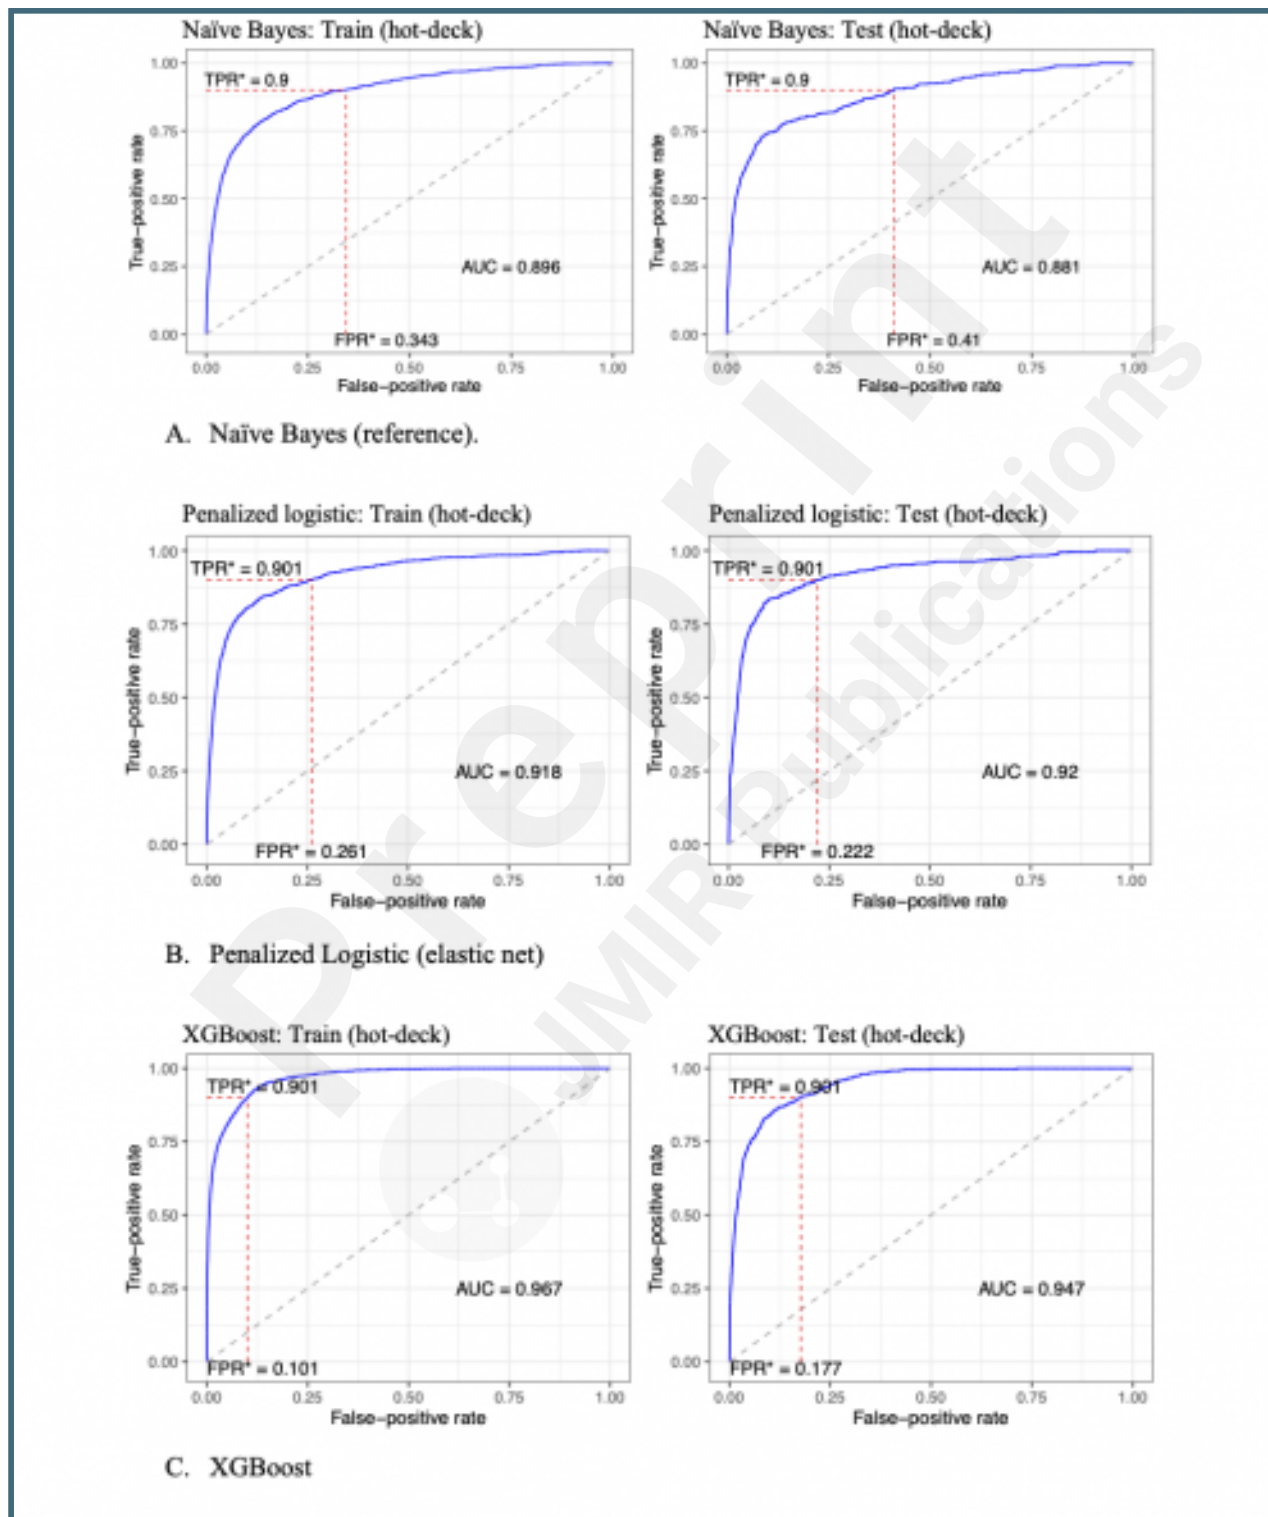 Naïve Bayes: Train (hot-deck)
1.00
TPR* = 0.9
0.75
0.50
0.25
0.00
True-positive rate
AUC = 0.896
FPR* = 0.343
0.00 0.25 0.50 0.75 1.00
False-positive rate
Naïve Bayes: Test (hot-deck)
1.00
TPR* = 0.9
0.75
0.50
0.25
0.00
True-positive rate
AUC = 0.881
FPR* = 0.41
0.00 0.25 0.50 0.75 1.00
False-positive rate
A. Naïve Bayes (reference).
Penalized logistic: Train (hot-deck)
1.00
TPR* = 0.901
0.75
0.50
0.25
0.00
True-positive rate
AUC = 0.918
FPR* = 0.261
0.00 0.25 0.50 0.75 1.00
False-positive rate
Penalized logistic: Test (hot-deck)
1.00
TPR* = 0.901
0.75
0.50
0.25
0.00
True-positive rate
AUC = 0.92
FPR* = 0.222
0.00 0.25 0.50 0.75 1.00
False-positive rate
B. Penalized Logistic (elastic net)
XGBoost: Train (hot-deck)
1.00
TPR* = 0.901
0.75
0.50
0.25
0.00
True-positive rate
AUC = 0.967
FPR* = 0.101
0.00 0.25 0.50 0.75 1.00
False-positive rate
XGBoost: Test (hot-deck)
1.00
TPR* = 0.901
0.75
0.50
0.25
0.00
True-positive rate
AUC = 0.947
FPR* = 0.177
0.00 0.25 0.50 0.75 1.00
False-positive rate
C. XGBoost
Preprint
JMIR Publications